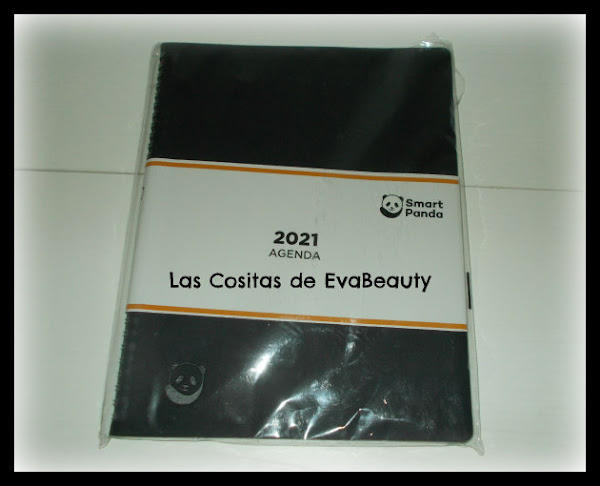 Smart
Panda
2021
AGENDA
Las Cositas de EvaBeauty